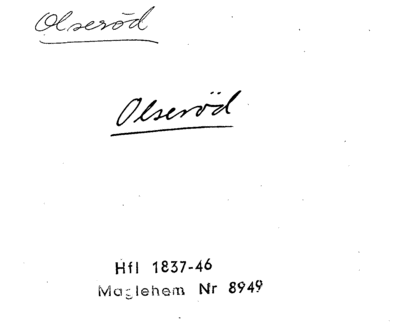 Olseröd
Olseröd
Hfl 1837-46
Maglehem Nr 8949